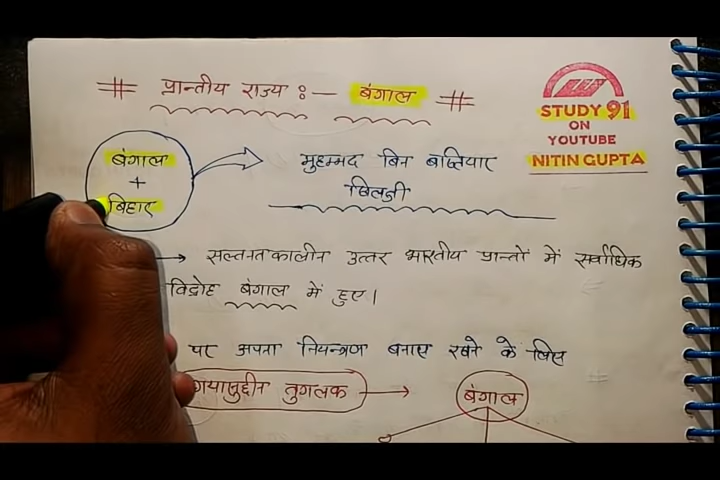 # प्रान्तीय राज्य :— बंगाल #
STUDY 91
ON
YOUTUBE
NITIN GUPTA
बंगाल
+
बिहार
मुहम्मद बिन बख्तियार
खिलजी
→ सल्तनतकालीन उत्तर भारतीय प्रान्तों में सर्वाधिक
विद्रोह बंगाल में हुए।
पर अपना नियन्त्रण बनाए रखने के लिए
गयासुद्दीन तुगलक → बंगाल